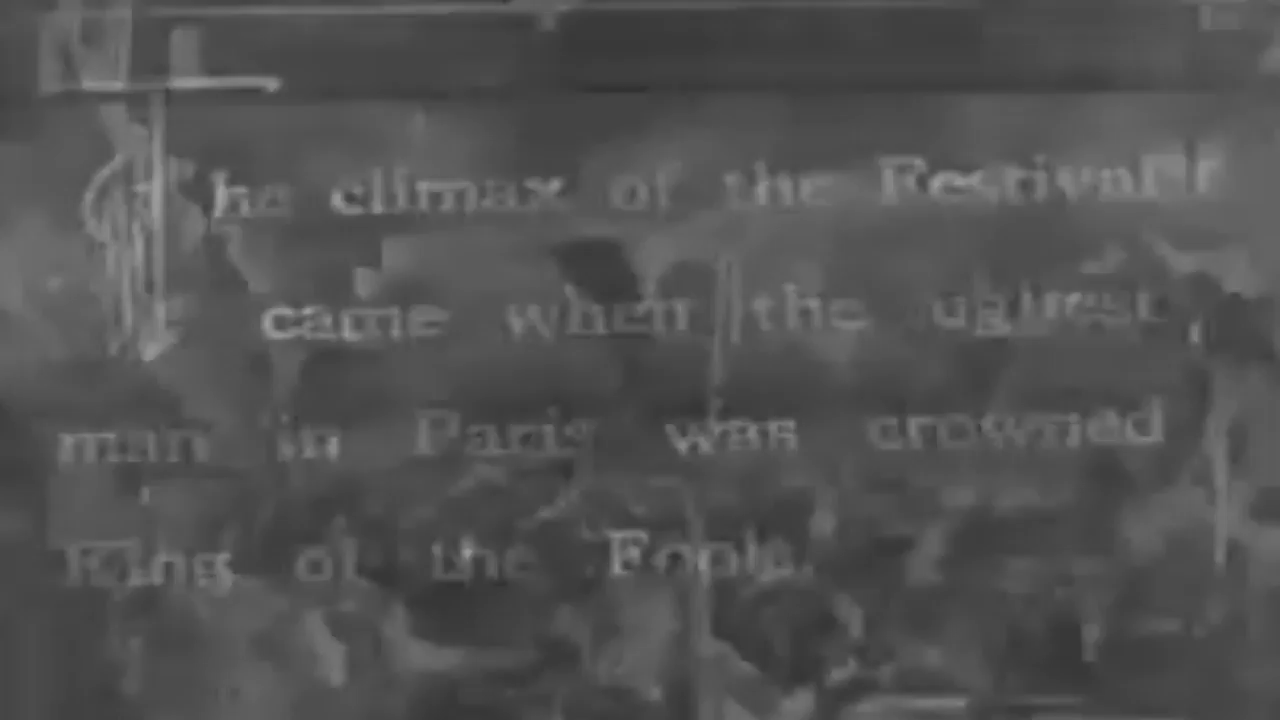 The climax of the Festival
came when the ugliest
man in Paris was crowned
King of the Fools.